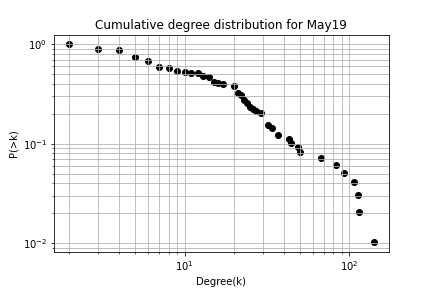 Cumulative degree distribution for May19
10⁰
10⁻¹
10⁻²
P(>k)
10¹
10²
Degree(k)